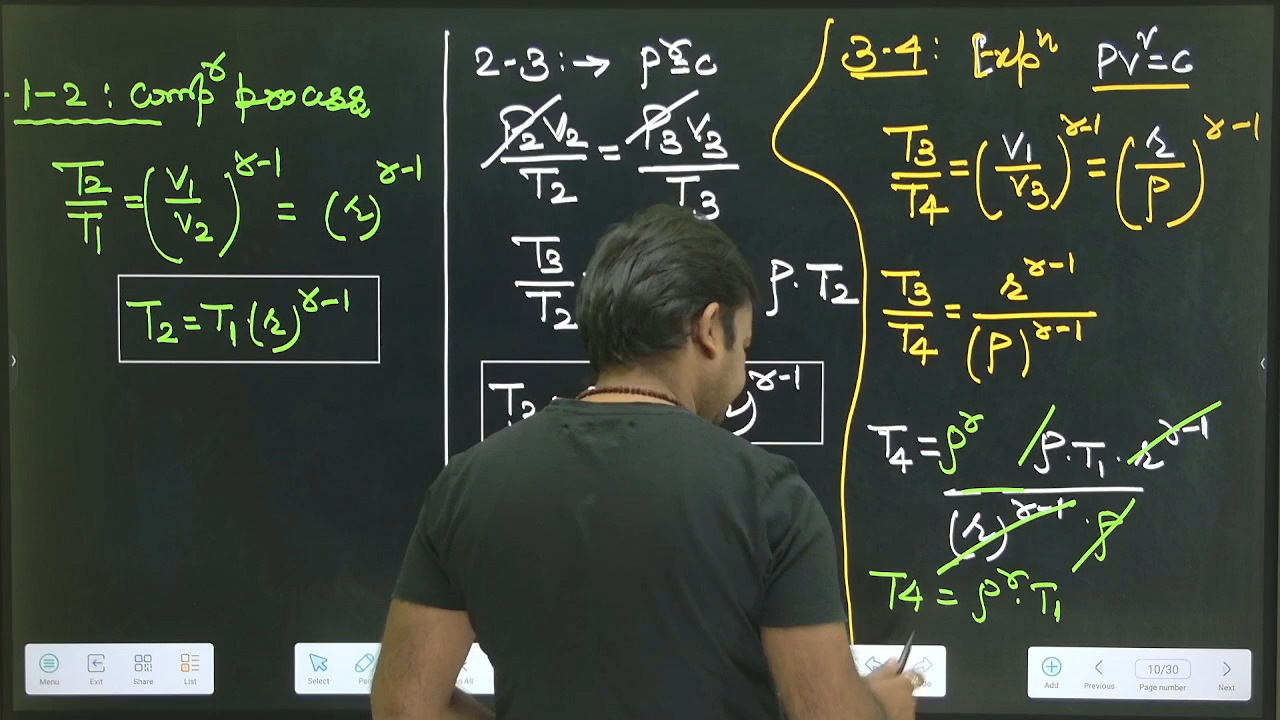 1-2 : compʳ process
T₂/T₁ = (V₁/V₂)^(γ-1) = (r)^(γ-1)
T₂ = T₁(r)^(γ-1)
2-3 : → P = C
P₂V₂/T₂ = P₃V₃/T₃
T₃/T₂
ρ·T₂
)^(γ-1)
3-4 : Expⁿ PV^γ = C
T₃/T₄ = (V₁/V₃)^(γ-1) = (r/ρ)^(γ-1)
T₃/T₄ = r^(γ-1)/(ρ)^(γ-1)
T₄ = ρ^γ ρ·T₁·r^(γ-1)/(r)^(γ-1)·ρ
T4 = ρ^γ·T₁
Menu Exit Share List
Select
Add Previous 10/30 Page number Next